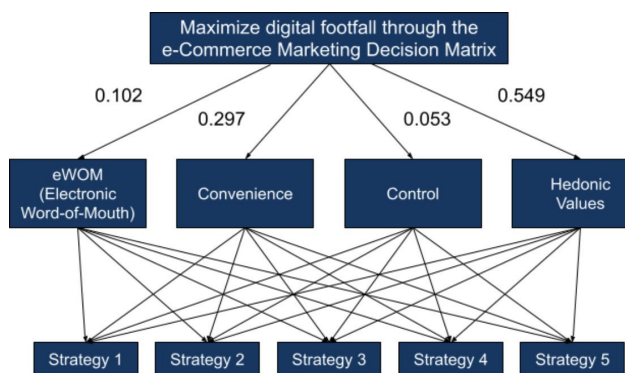 Maximize digital footfall through the
e-Commerce Marketing Decision Matrix
0.102
0.297
0.053
0.549
eWOM
(Electronic
Word-of-Mouth)
Convenience
Control
Hedonic
Values
Strategy 1
Strategy 2
Strategy 3
Strategy 4
Strategy 5